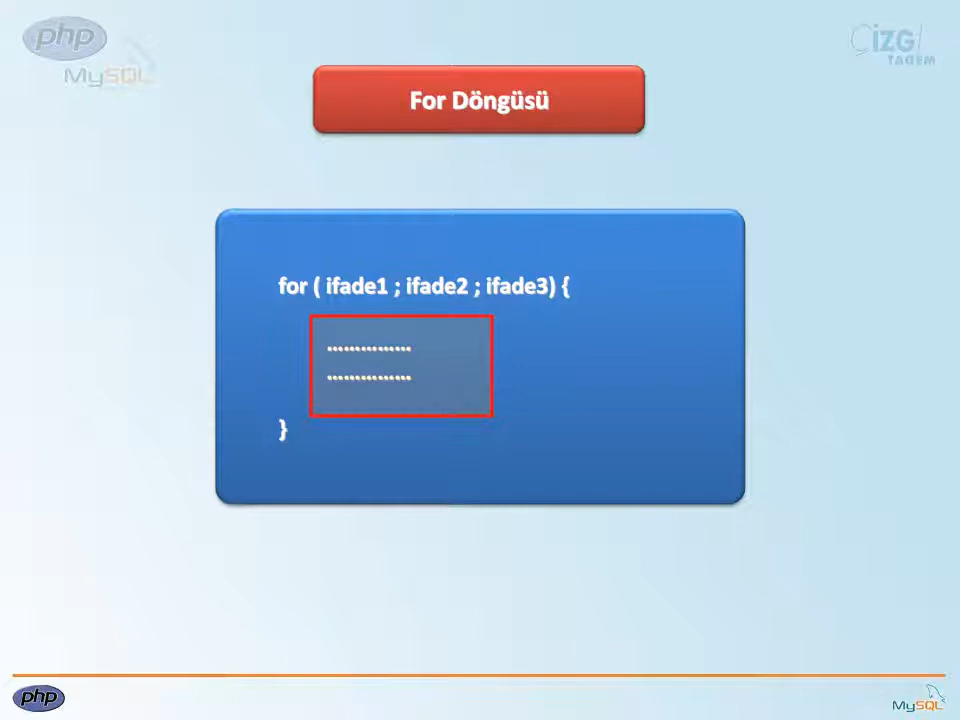 php
MySQL
ÇizGi
TAGEM
For Döngüsü
for ( ifade1 ; ifade2 ; ifade3) {
...............
...............
}
php
MySQL